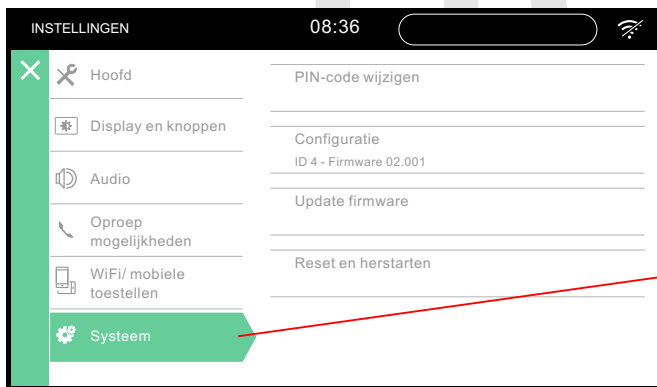 INSTELLINGEN 08:36
Hoofd
Display en knoppen
Audio
Oproep
mogelijkheden
WiFi/ mobiele
toestellen
Systeem
PIN-code wijzigen
Configuratie
ID 4 - Firmware 02.001
Update firmware
Reset en herstarten